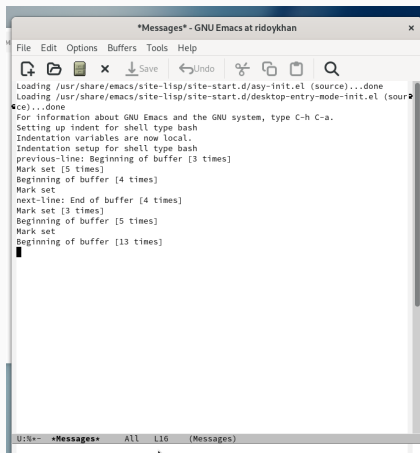 *Messages* - GNU Emacs at ridoykhan
File Edit Options Buffers Tools Help
Save Undo
Loading /usr/share/emacs/site-lisp/site-start.d/asy-init.el (source)...done
Loading /usr/share/emacs/site-lisp/site-start.d/desktop-entry-mode-init.el (sour
ce)...done
For information about GNU Emacs and the GNU system, type C-h C-a.
Setting up indent for shell type bash
Indentation variables are now local.
Indentation setup for shell type bash
previous-line: Beginning of buffer [3 times]
Mark set [5 times]
Beginning of buffer [4 times]
Mark set
next-line: End of buffer [4 times]
Mark set [3 times]
Beginning of buffer [5 times]
Mark set
Beginning of buffer [13 times]
U:%*- *Messages* All L16 (Messages)